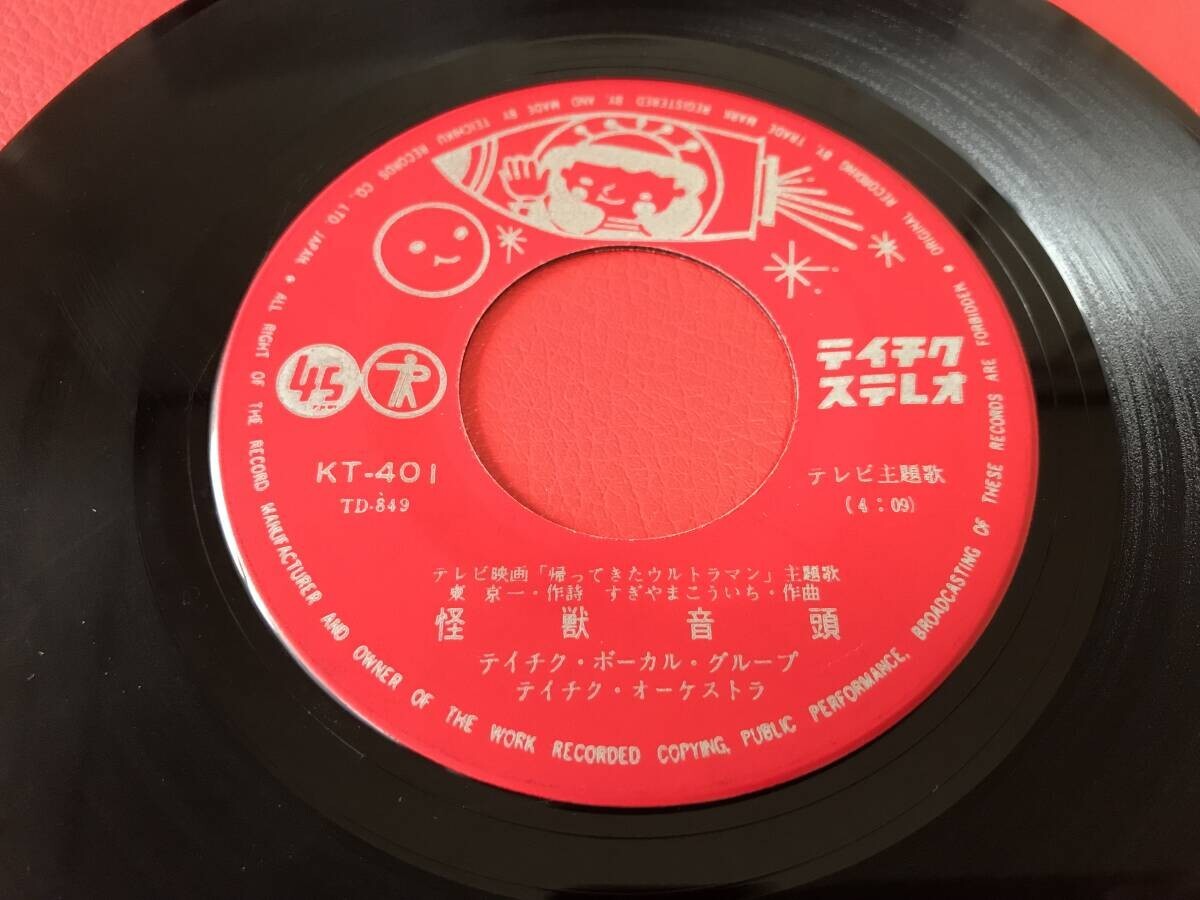 ORIGINAL RECORDING BY, TRADE MARK REGISTERED BY, AND MADE BY TEICHIKU RECORDS CO., LTD JAPAN • ALL RIGHT OF THE RECORD MANUFACTURER AND OWNER OF THE WORK RECORDED COPYING, PUBLIC PERFORMANCE, BROADCASTING OF THESE RECORDS ARE FORBIDDEN •
テイチク
ステレオ
KT-401
TD-849
テレビ主題歌
(4:09)
テレビ映画「帰ってきたウルトラマン」主題歌
東 京一・作詩 すぎやまこういち・作曲
怪獣音頭
テイチク・ボーカル・グループ
テイチク・オーケストラ